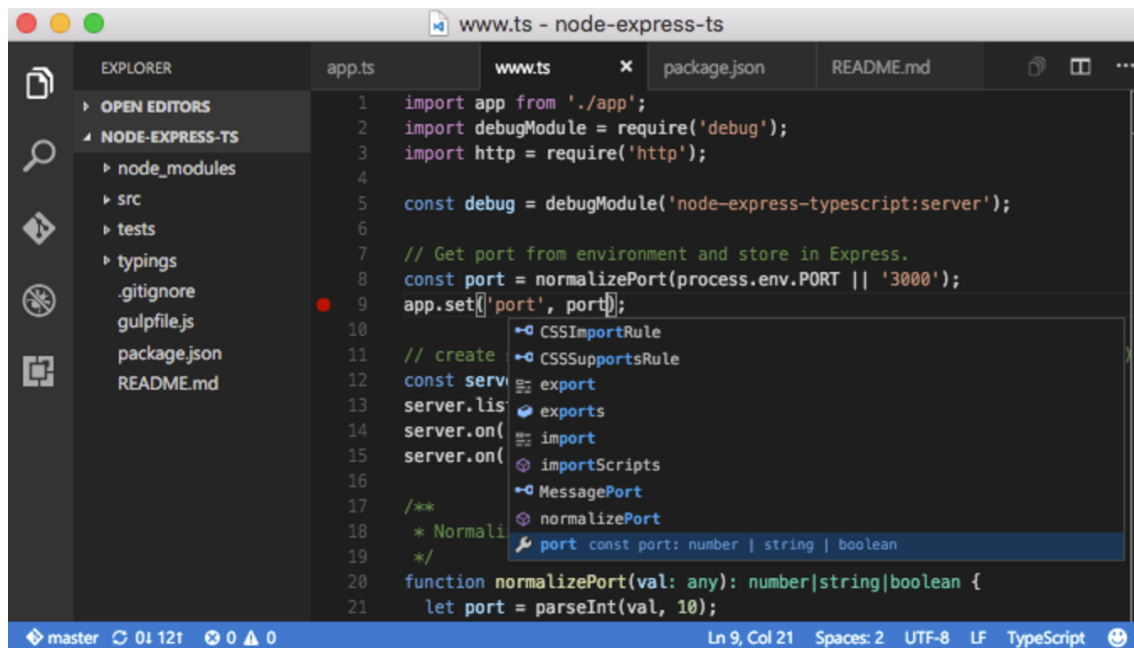 www.ts - node-express-ts
EXPLORER
OPEN EDITORS
NODE-EXPRESS-TS
node_modules
src
tests
typings
.gitignore
gulpfile.js
package.json
README.md
app.ts
www.ts
package.json
README.md
1 import app from './app';
2 import debugModule = require('debug');
3 import http = require('http');
4
5 const debug = debugModule('node-express-typescript:server');
6
7 // Get port from environment and store in Express.
8 const port = normalizePort(process.env.PORT || '3000');
9 app.set('port', port);
10
11 // create
12 const serv
13 server.lis
14 server.on(
15 server.on(
16
17 /**
18 * Normali
19 */
20 function normalizePort(val: any): number|string|boolean {
21 let port = parseInt(val, 10);
CSSImportRule
CSSSupportsRule
export
exports
import
importScripts
MessagePort
normalizePort
port const port: number | string | boolean
master 0↓ 12↑ 0 0
Ln 9, Col 21 Spaces: 2 UTF-8 LF TypeScript